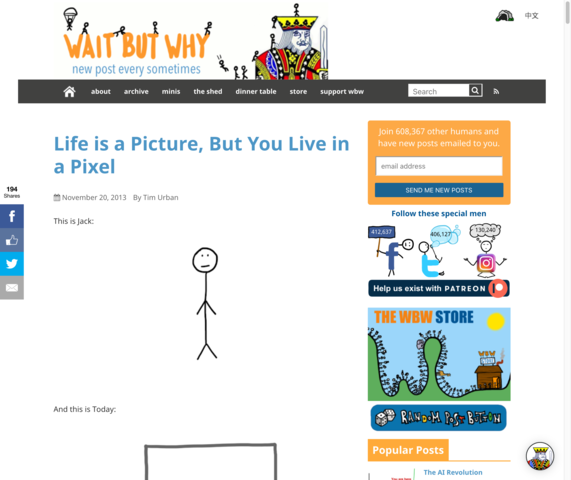 WAIT BUT WHY
new post every sometimes
中文
about
archive
minis
the shed
dinner table
store
support wbw
Search
Life is a Picture, But You Live in
a Pixel
November 20, 2013 By Tim Urban
194
Shares
This is Jack:
And this is Today:
Join 608,367 other humans and
have new posts emailed to you.
email address
SEND ME NEW POSTS
Follow these special men
412,637
406,127
130,240
Help us exist with PATREON
THE WBW STORE
RANDOM POST BUTTON
Popular Posts
The AI Revolution